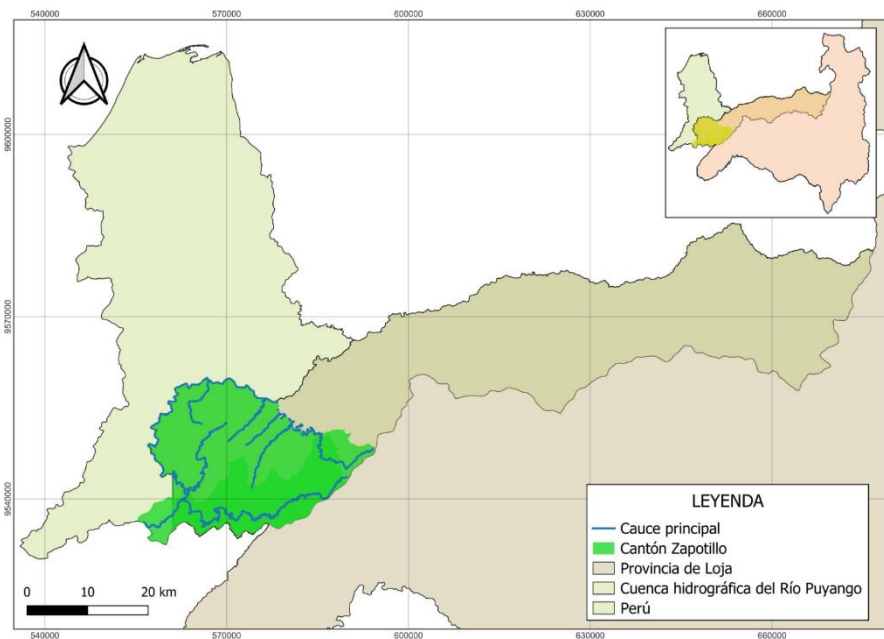 540000 570000 600000 630000 660000
9600000
9570000
9540000
LEYENDA
Cauce principal
Cantón Zapotillo
Provincia de Loja
Cuenca hidrográfica del Río Puyango
Perú
0 10 20 km
540000 570000 600000 630000 660000